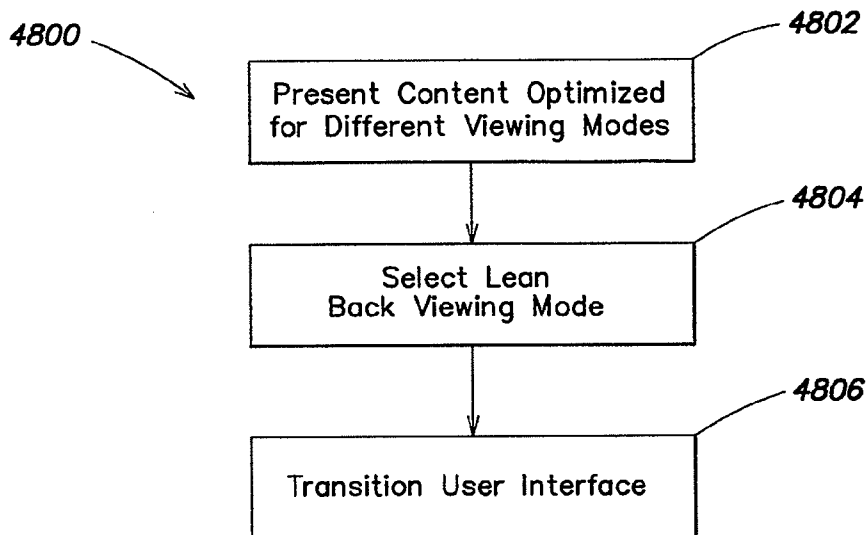 4800
4802
Present Content Optimized
for Different Viewing Modes
4804
Select Lean
Back Viewing Mode
4806
Transition User Interface